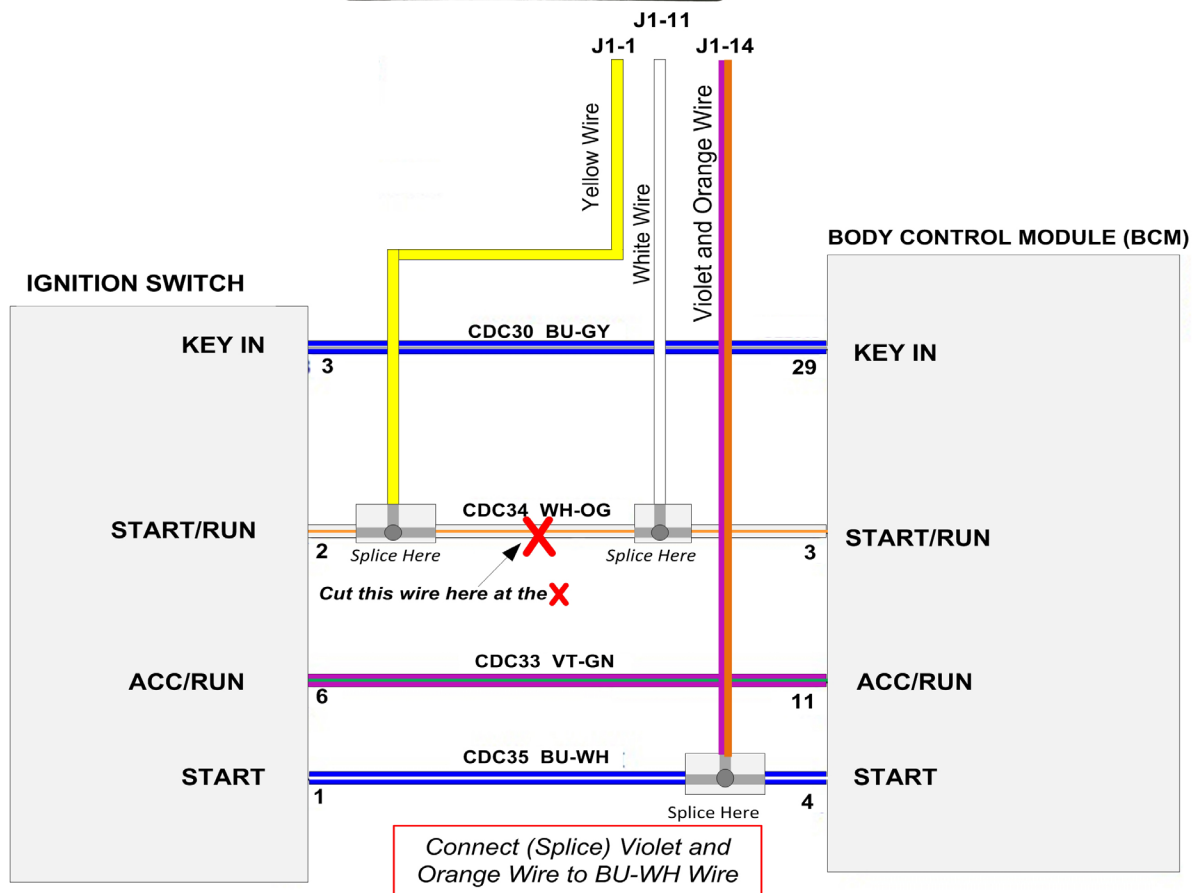 J1-11
J1-1
J1-14
Yellow Wire
White Wire
Violet and Orange Wire
BODY CONTROL MODULE (BCM)
IGNITION SWITCH
KEY IN
CDC30 BU-GY
KEY IN
3
29
START/RUN
CDC34 WH-OG
START/RUN
2
Splice Here
Splice Here
3
Cut this wire here at the X
ACC/RUN
CDC33 VT-GN
ACC/RUN
6
11
START
CDC35 BU-WH
START
1
4
Splice Here
Connect (Splice) Violet and
Orange Wire to BU-WH Wire